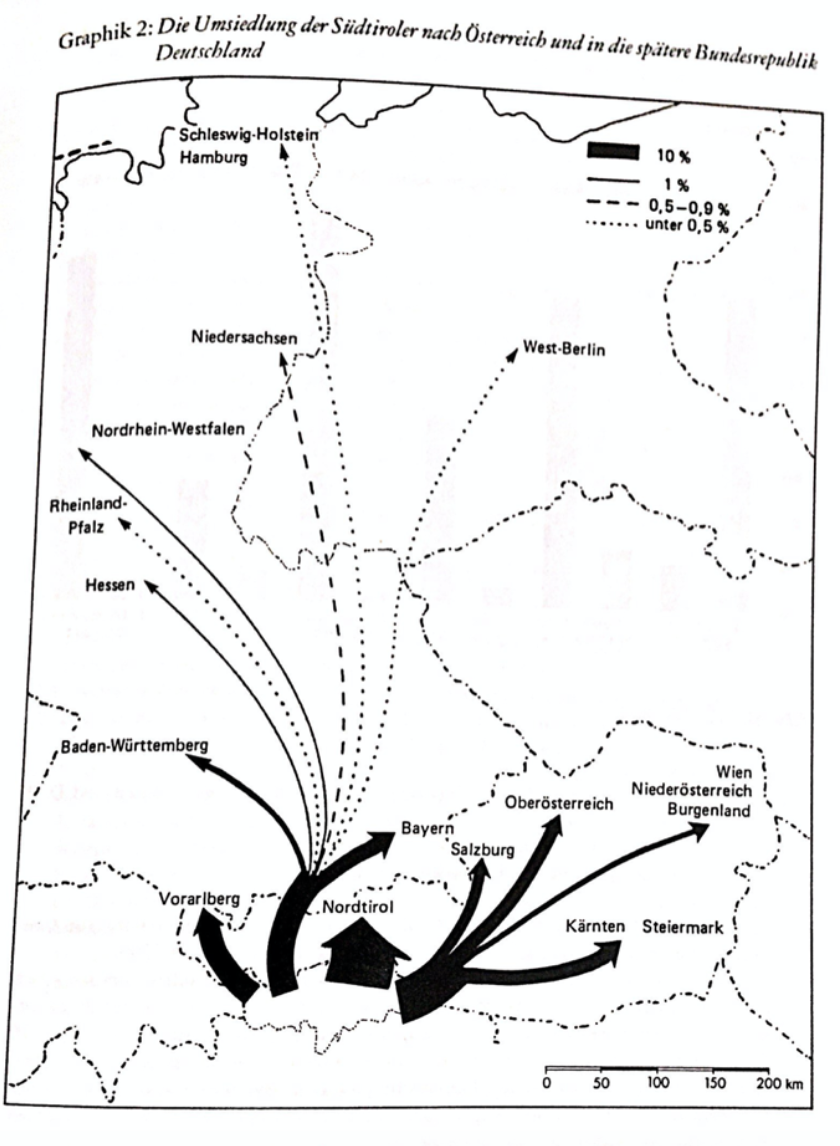 Graphik 2: Die Umsiedlung der Südtiroler nach Österreich und in die spätere Bundesrepublik
Deutschland
Schleswig-Holstein
Hamburg
10 %
1 %
0,5–0,9 %
unter 0,5 %
Niedersachsen
West-Berlin
Nordrhein-Westfalen
Rheinland-
Pfalz
Hessen
Baden-Württemberg
Wien
Niederösterreich
Burgenland
Oberösterreich
Bayern
Salzburg
Vorarlberg
Nordtirol
Kärnten Steiermark
0 50 100 150 200 km